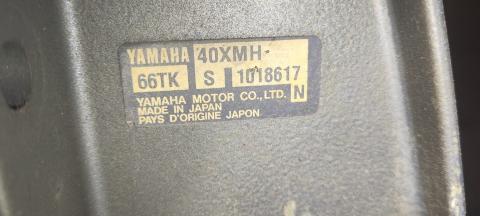 YAMAHA 40XMH
66TK S 1018617
YAMAHA MOTOR CO., LTD. N
MADE IN JAPAN
PAYS D'ORIGINE JAPON